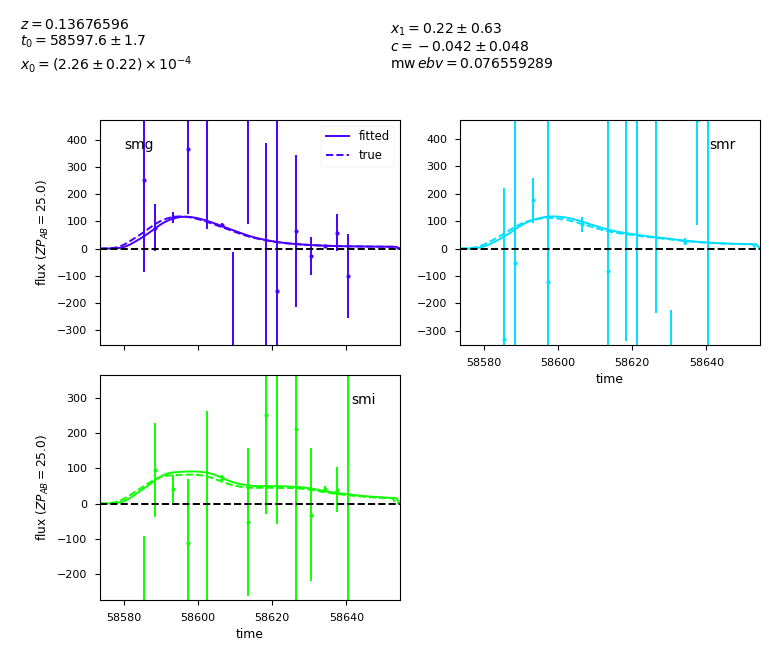 z = 0.13676596
t₀ = 58597.6 ± 1.7
x₀ = (2.26 ± 0.22) × 10⁻⁴
x₁ = 0.22 ± 0.63
c = −0.042 ± 0.048
mw ebv = 0.076559289
smg
fitted
true
400
300
200
100
0
−100
−200
−300
flux (ZP_AB = 25.0)
smr
400
300
200
100
0
−100
−200
−300
58580 58600 58620 58640
time
smi
300
200
100
0
−100
−200
flux (ZP_AB = 25.0)
58580 58600 58620 58640
time